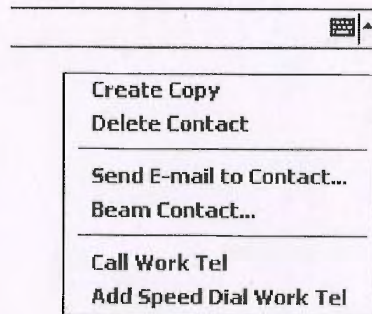 Create Copy
Delete Contact
Send E-mail to Contact...
Beam Contact...
Call Work Tel
Add Speed Dial Work Tel